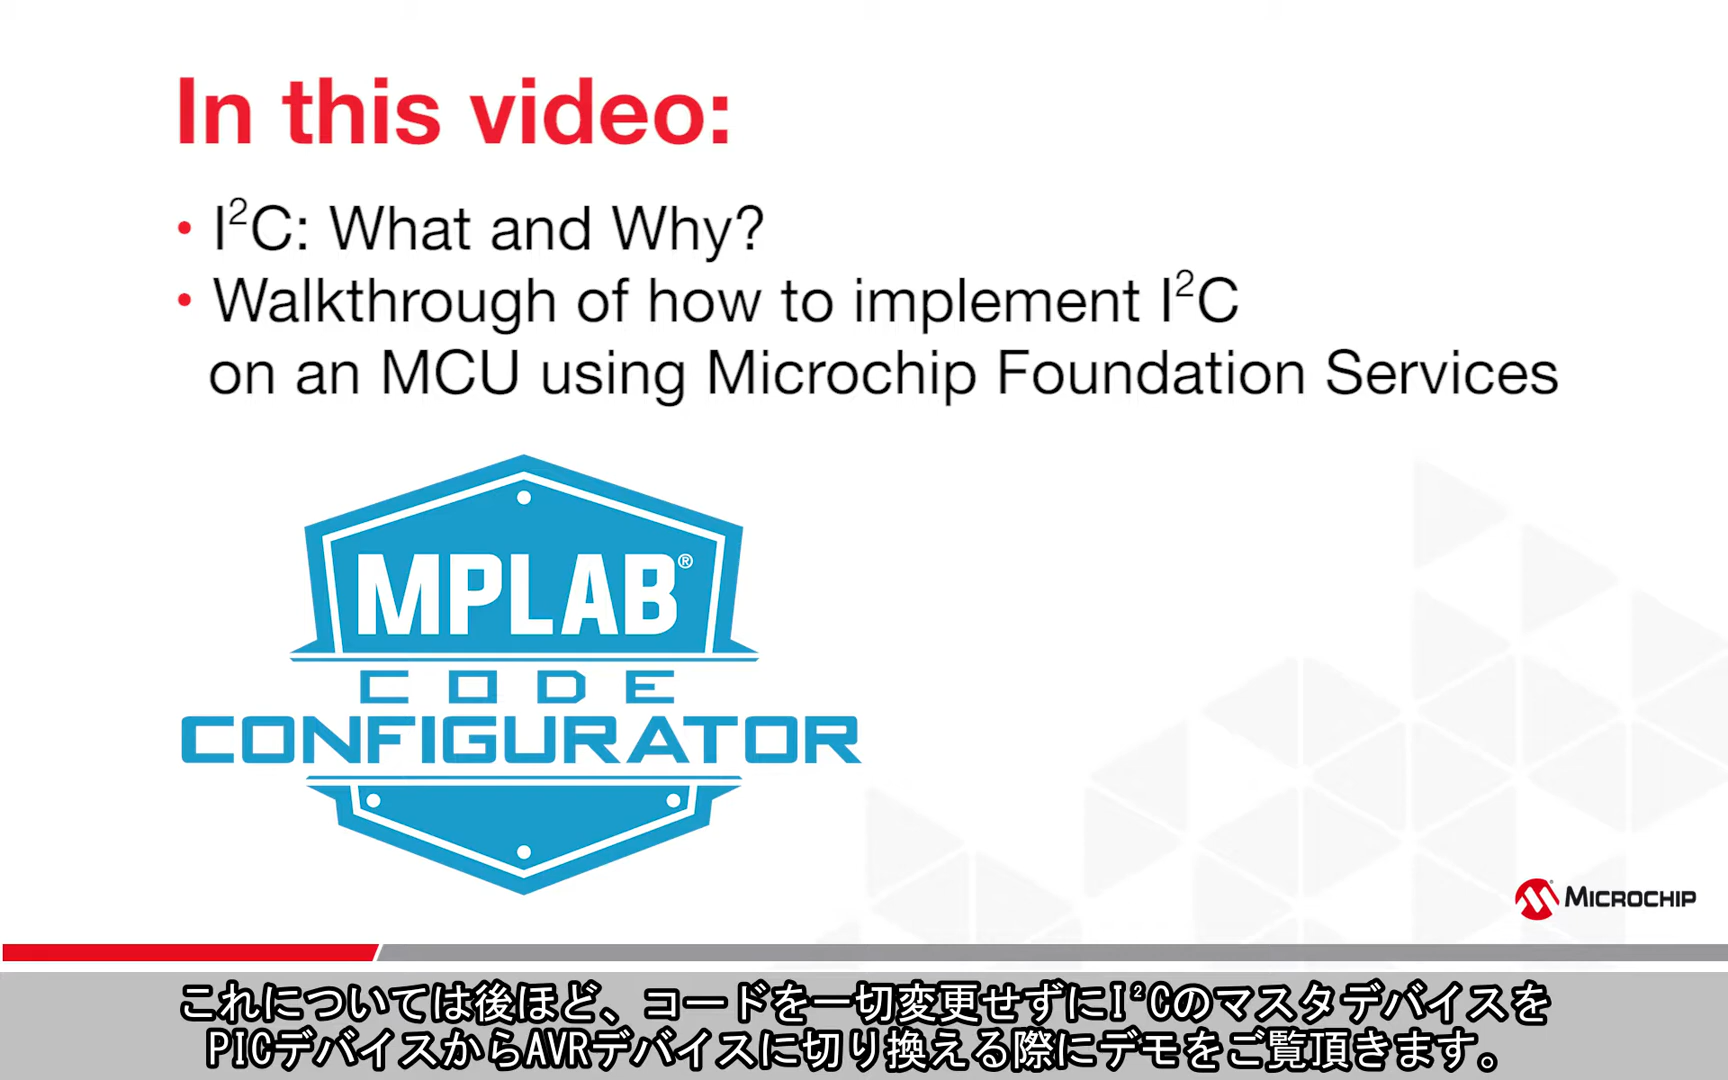 In this video:
• I²C: What and Why?
• Walkthrough of how to implement I²C
on an MCU using Microchip Foundation Services
MPLAB®
CODE
CONFIGURATOR
MICROCHIP
これについては後ほど、コードを一切変更せずにI²Cのマスタデバイスを
PICデバイスからAVRデバイスに切り換える際にデモをご覧頂きます。